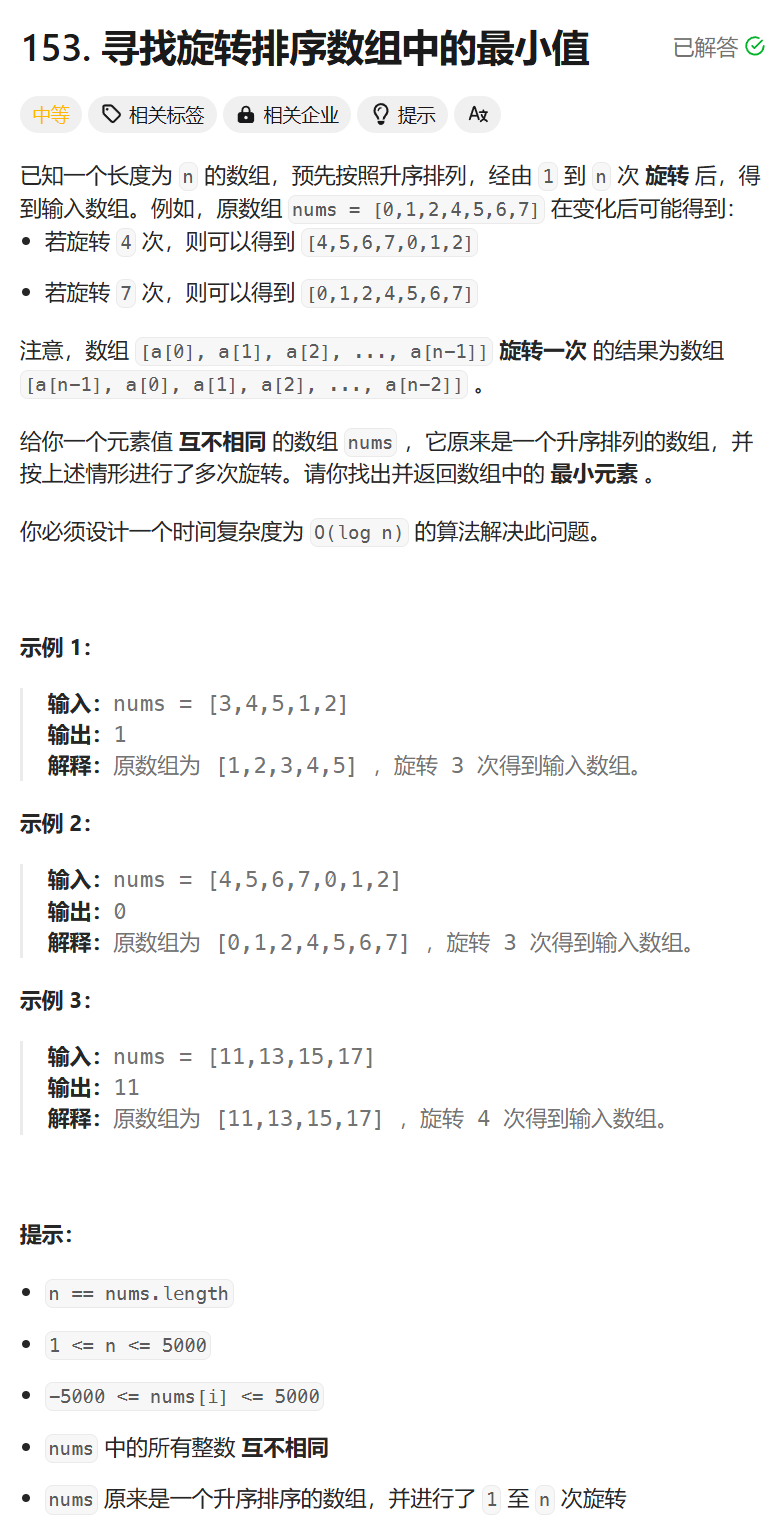 153. 寻找旋转排序数组中的最小值
已解答
中等
相关标签
相关企业
提示
已知一个长度为 n 的数组，预先按照升序排列，经由 1 到 n 次 旋转 后，得
到输入数组。例如，原数组 nums = [0,1,2,4,5,6,7] 在变化后可能得到：
• 若旋转 4 次，则可以得到 [4,5,6,7,0,1,2]
• 若旋转 7 次，则可以得到 [0,1,2,4,5,6,7]
注意，数组 [a[0], a[1], a[2], ..., a[n-1]] 旋转一次 的结果为数组
[a[n-1], a[0], a[1], a[2], ..., a[n-2]] 。
给你一个元素值 互不相同 的数组 nums ，它原来是一个升序排列的数组，并
按上述情形进行了多次旋转。请你找出并返回数组中的 最小元素 。
你必须设计一个时间复杂度为 O(log n) 的算法解决此问题。
示例 1：
输入：nums = [3,4,5,1,2]
输出：1
解释：原数组为 [1,2,3,4,5] ，旋转 3 次得到输入数组。
示例 2：
输入：nums = [4,5,6,7,0,1,2]
输出：0
解释：原数组为 [0,1,2,4,5,6,7] ，旋转 3 次得到输入数组。
示例 3：
输入：nums = [11,13,15,17]
输出：11
解释：原数组为 [11,13,15,17] ，旋转 4 次得到输入数组。
提示：
• n == nums.length
• 1 <= n <= 5000
• -5000 <= nums[i] <= 5000
• nums 中的所有整数 互不相同
• nums 原来是一个升序排序的数组，并进行了 1 至 n 次旋转